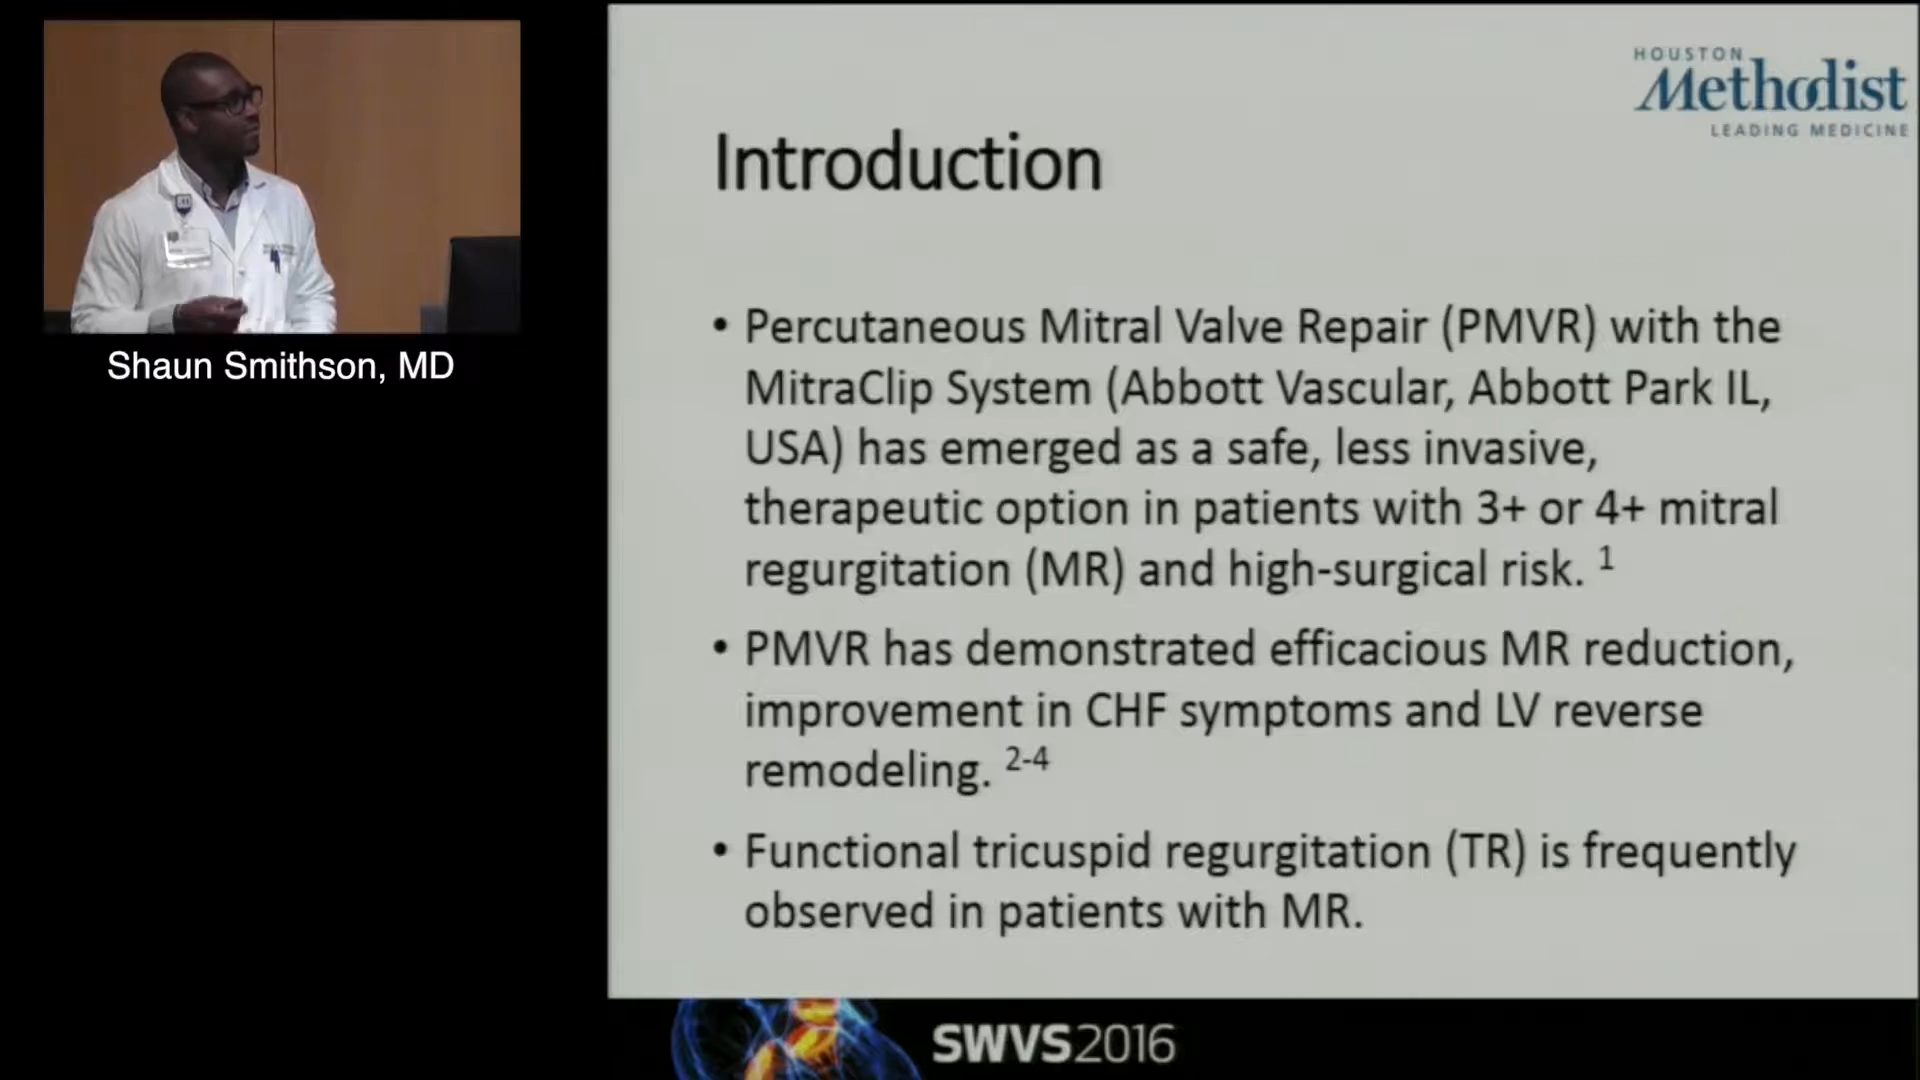 HOUSTON
Methodist
LEADING MEDICINE
Shaun Smithson, MD
Introduction
• Percutaneous Mitral Valve Repair (PMVR) with the
MitraClip System (Abbott Vascular, Abbott Park IL,
USA) has emerged as a safe, less invasive,
therapeutic option in patients with 3+ or 4+ mitral
regurgitation (MR) and high-surgical risk. 1
• PMVR has demonstrated efficacious MR reduction,
improvement in CHF symptoms and LV reverse
remodeling. 2-4
• Functional tricuspid regurgitation (TR) is frequently
observed in patients with MR.
SWVS2016